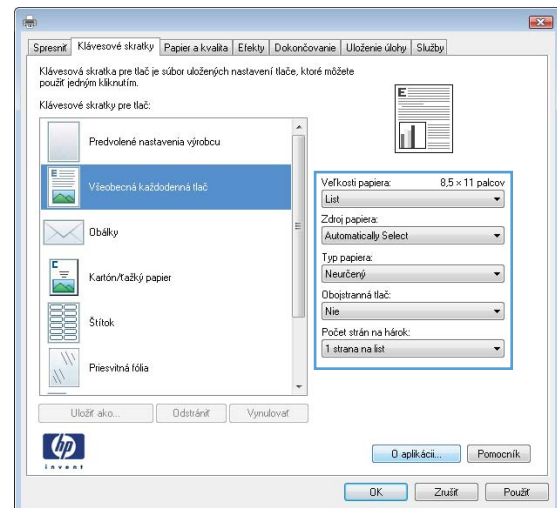 Spresniť Klávesové skratky Papier a kvalita Efekty Dokončovanie Uloženie úlohy Služby
Klávesová skratka pre tlač je súbor uložených nastavení tlače, ktoré môžete
použiť jedným kliknutím.
Klávesové skratky pre tlač:
Predvolené nastavenia výrobcu
Všeobecná každodenná tlač
Obálky
Kartón/ťažký papier
Štítok
Priesvitná fólia
Uložiť ako... Odstrániť Vynulovať
E
Veľkosti papiera: 8,5 × 11 palcov
List
Zdroj papiera:
Automatically Select
Typ papiera:
Neurčený
Obojstranná tlač:
Nie
Počet strán na hárok:
1 strana na list
hp
invent
O aplikácii... Pomocník
OK Zrušiť Použiť